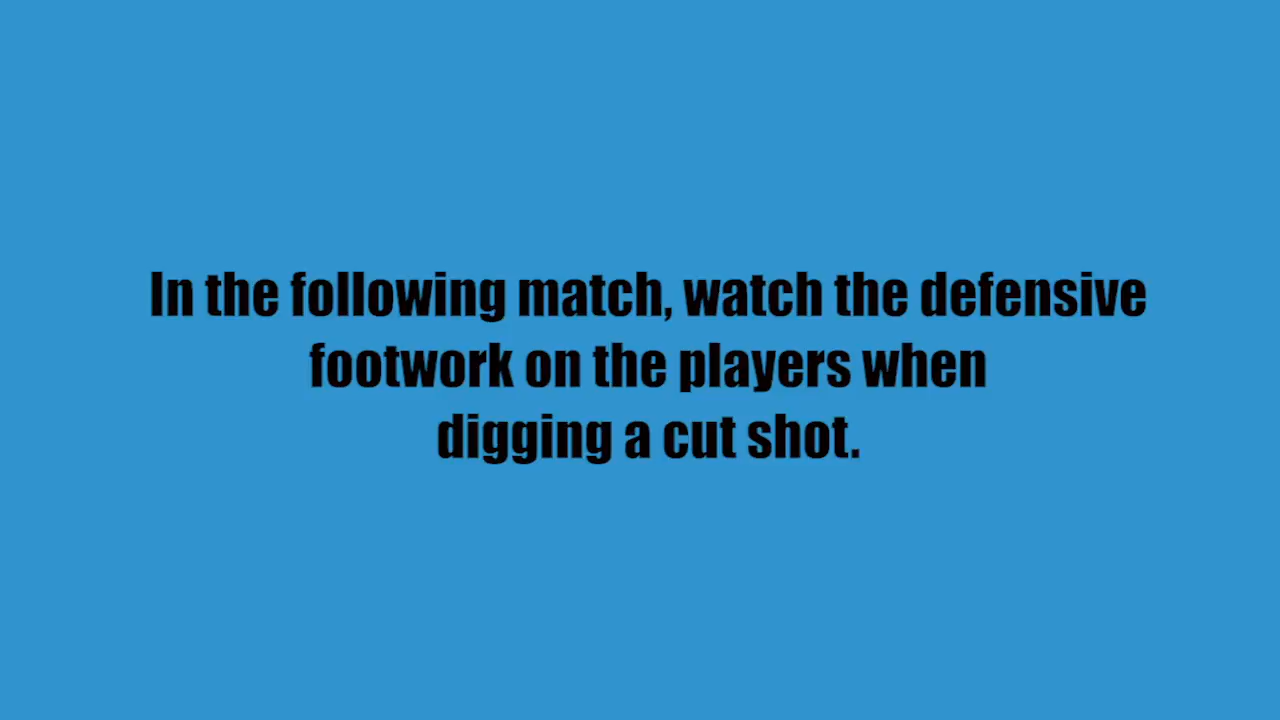 In the following match, watch the defensive
footwork on the players when
digging a cut shot.